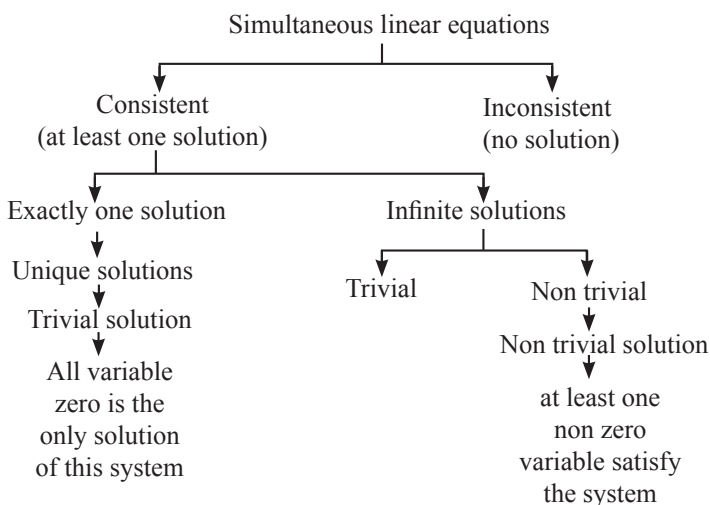 Simultaneous linear equations
Consistent
(at least one solution)
Inconsistent
(no solution)
Exactly one solution
Infinite solutions
Unique solutions
Trivial
Non trivial
Trivial solution
Non trivial solution
All variable
zero is the
only solution
of this system
at least one
non zero
variable satisfy
the system